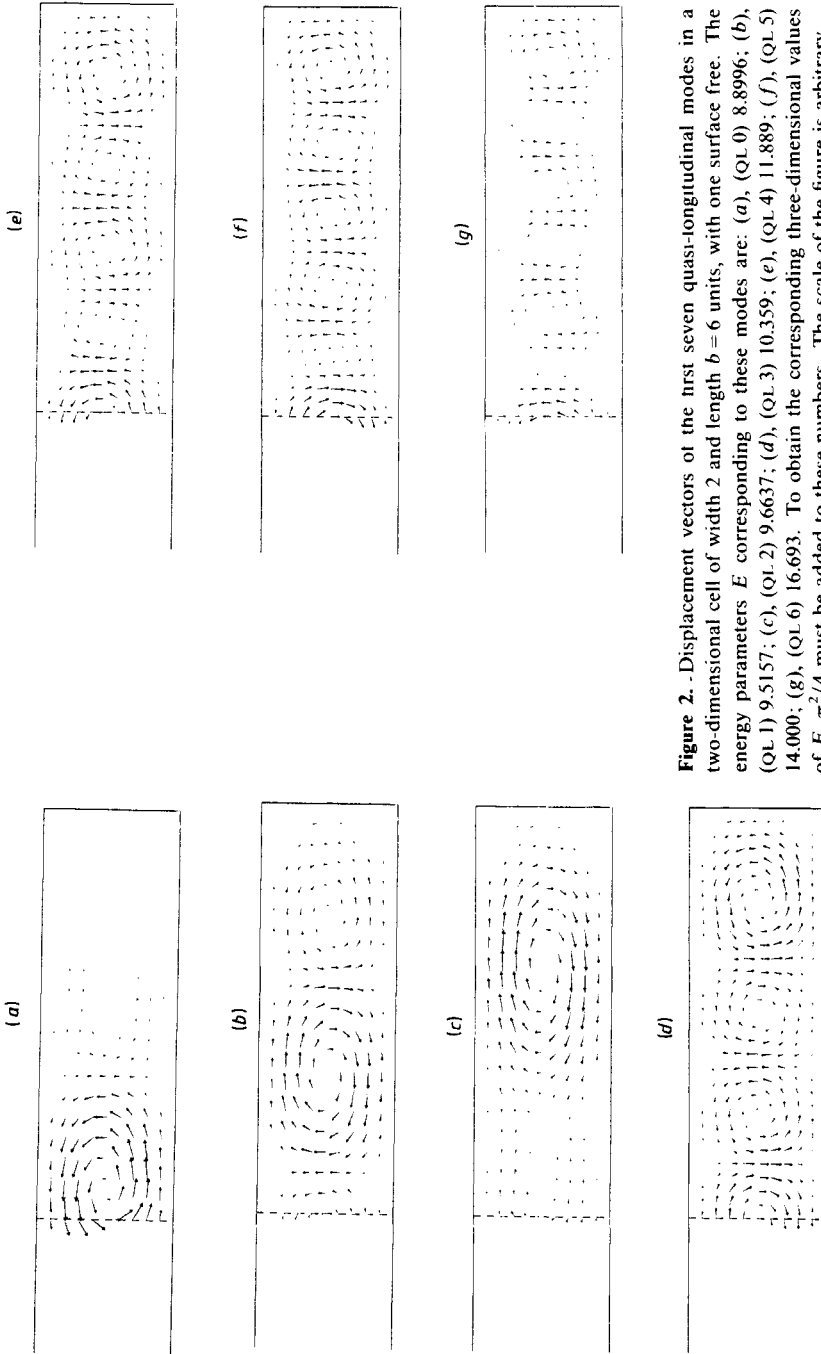 (a)
(b)
(c)
(d)
(e)
(f)
(g)
Figure 2. Displacement vectors of the first seven quasi-longitudinal modes in a
two-dimensional cell of width 2 and length b = 6 units, with one surface free. The
energy parameters E corresponding to these modes are: (a), (QL 0) 8.8996; (b),
(QL 1) 9.5157; (c), (QL 2) 9.6637; (d), (QL 3) 10.359; (e), (QL 4) 11.889; (f), (QL 5)
14.000; (g), (QL 6) 16.693. To obtain the corresponding three-dimensional values
of E, π²/4 must be added to these numbers. The scale of the figure is arbitrary.